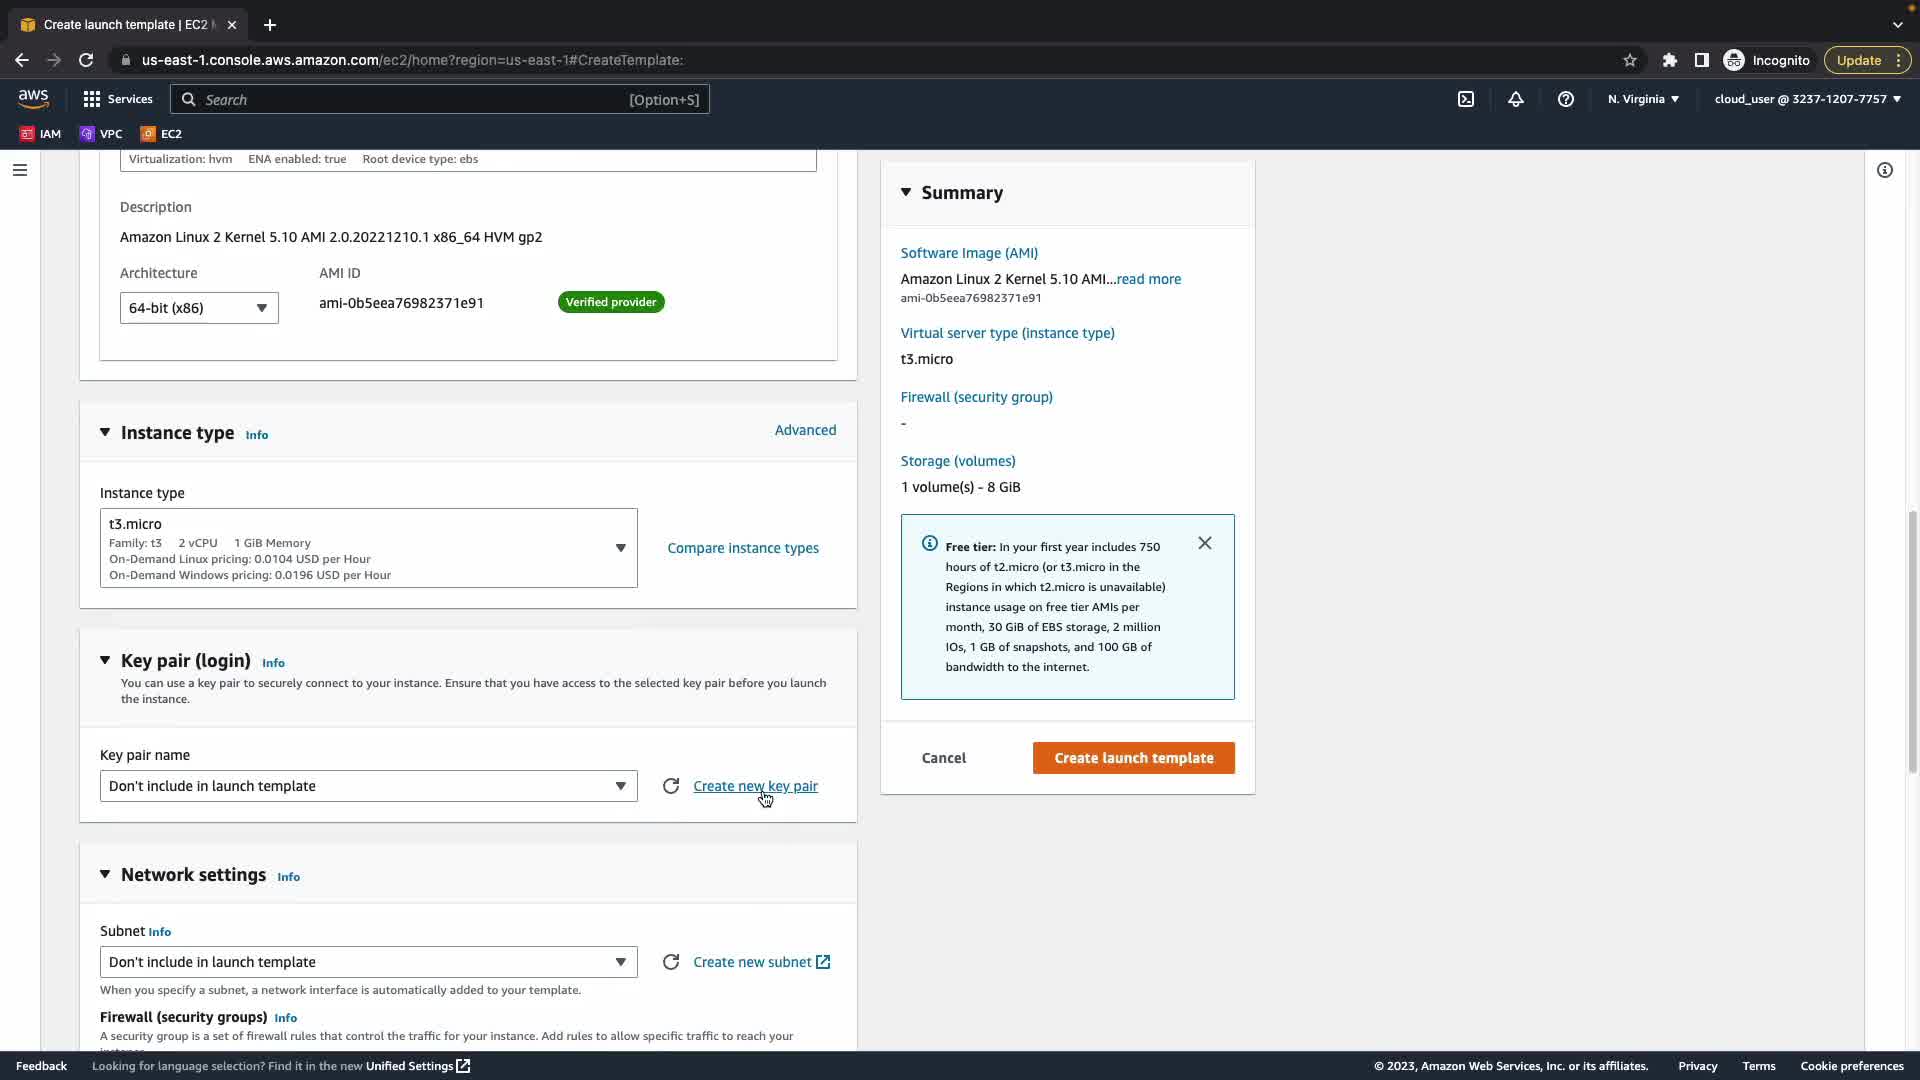 Create launch template | EC2
us-east-1.console.aws.amazon.com/ec2/home?region=us-east-1#CreateTemplate:
Incognito
Update
aws
Services
Search
[Option+S]
N. Virginia
cloud_user @ 3237-1207-7757
IAM
VPC
EC2
Virtualization: hvm ENA enabled: true Root device type: ebs
Description
Amazon Linux 2 Kernel 5.10 AMI 2.0.20221210.1 x86_64 HVM gp2
Architecture
AMI ID
64-bit (x86)
ami-0b5eea76982371e91
Verified provider
Instance type Info
Advanced
Instance type
t3.micro
Family: t3 2 vCPU 1 GiB Memory
On-Demand Linux pricing: 0.0104 USD per Hour
On-Demand Windows pricing: 0.0196 USD per Hour
Compare instance types
Key pair (login) Info
You can use a key pair to securely connect to your instance. Ensure that you have access to the selected key pair before you launch
the instance.
Key pair name
Don't include in launch template
Create new key pair
Network settings Info
Subnet Info
Don't include in launch template
Create new subnet
When you specify a subnet, a network interface is automatically added to your template.
Firewall (security groups) Info
A security group is a set of firewall rules that control the traffic for your instance. Add rules to allow specific traffic to reach your
Summary
Software Image (AMI)
Amazon Linux 2 Kernel 5.10 AMI...read more
ami-0b5eea76982371e91
Virtual server type (instance type)
t3.micro
Firewall (security group)
-
Storage (volumes)
1 volume(s) - 8 GiB
Free tier: In your first year includes 750
hours of t2.micro (or t3.micro in the
Regions in which t2.micro is unavailable)
instance usage on free tier AMIs per
month, 30 GiB of EBS storage, 2 million
IOs, 1 GB of snapshots, and 100 GB of
bandwidth to the internet.
Cancel
Create launch template
Feedback
Looking for language selection? Find it in the new Unified Settings
© 2023, Amazon Web Services, Inc. or its affiliates.
Privacy
Terms
Cookie preferences